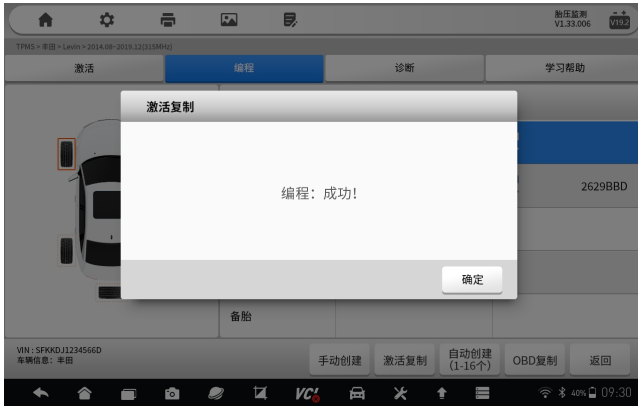 胎压监测
V1.33.006
V19.2
TPMS > 丰田 > Levin > 2014.08-2019.12(315MHz)
激活
编程
诊断
学习帮助
激活复制
编程：成功！
2629BBD
确定
备胎
VIN : SFKKDJ1234566D
车辆信息：丰田
手动创建
激活复制
自动创建
(1-16个)
OBD复制
返回
VC
40%
09:30